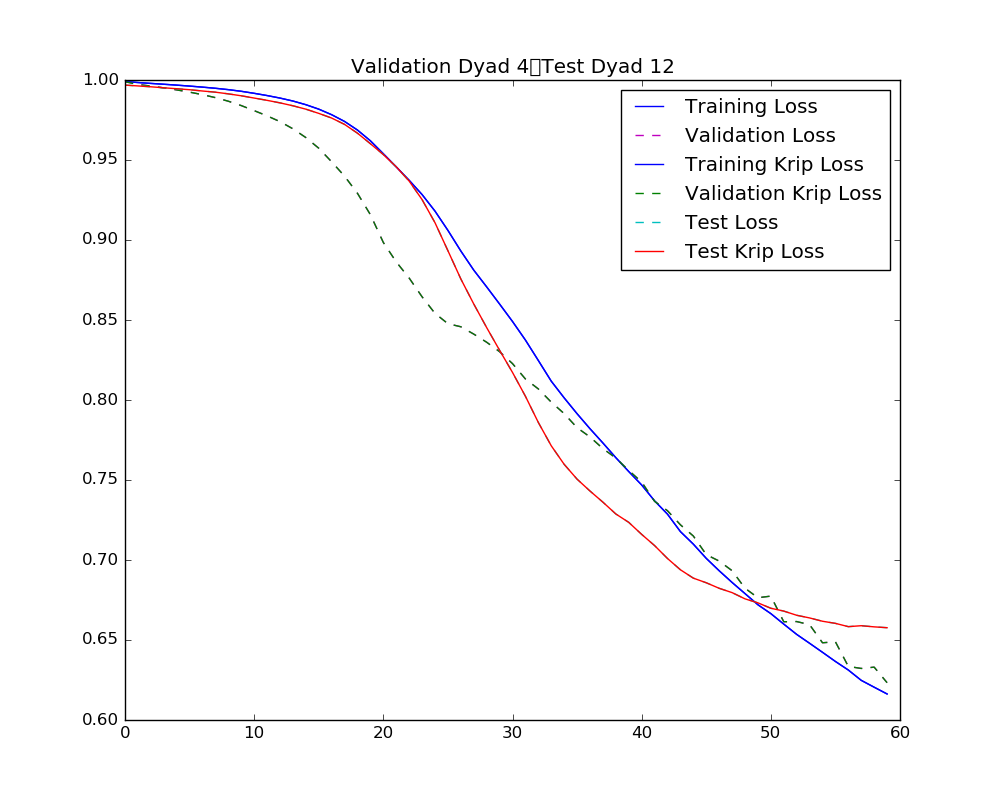 Validation Dyad 4▯Test Dyad 12
1.00
0.95
0.90
0.85
0.80
0.75
0.70
0.65
0.60
0 10 20 30 40 50 60
Training Loss
Validation Loss
Training Krip Loss
Validation Krip Loss
Test Loss
Test Krip Loss